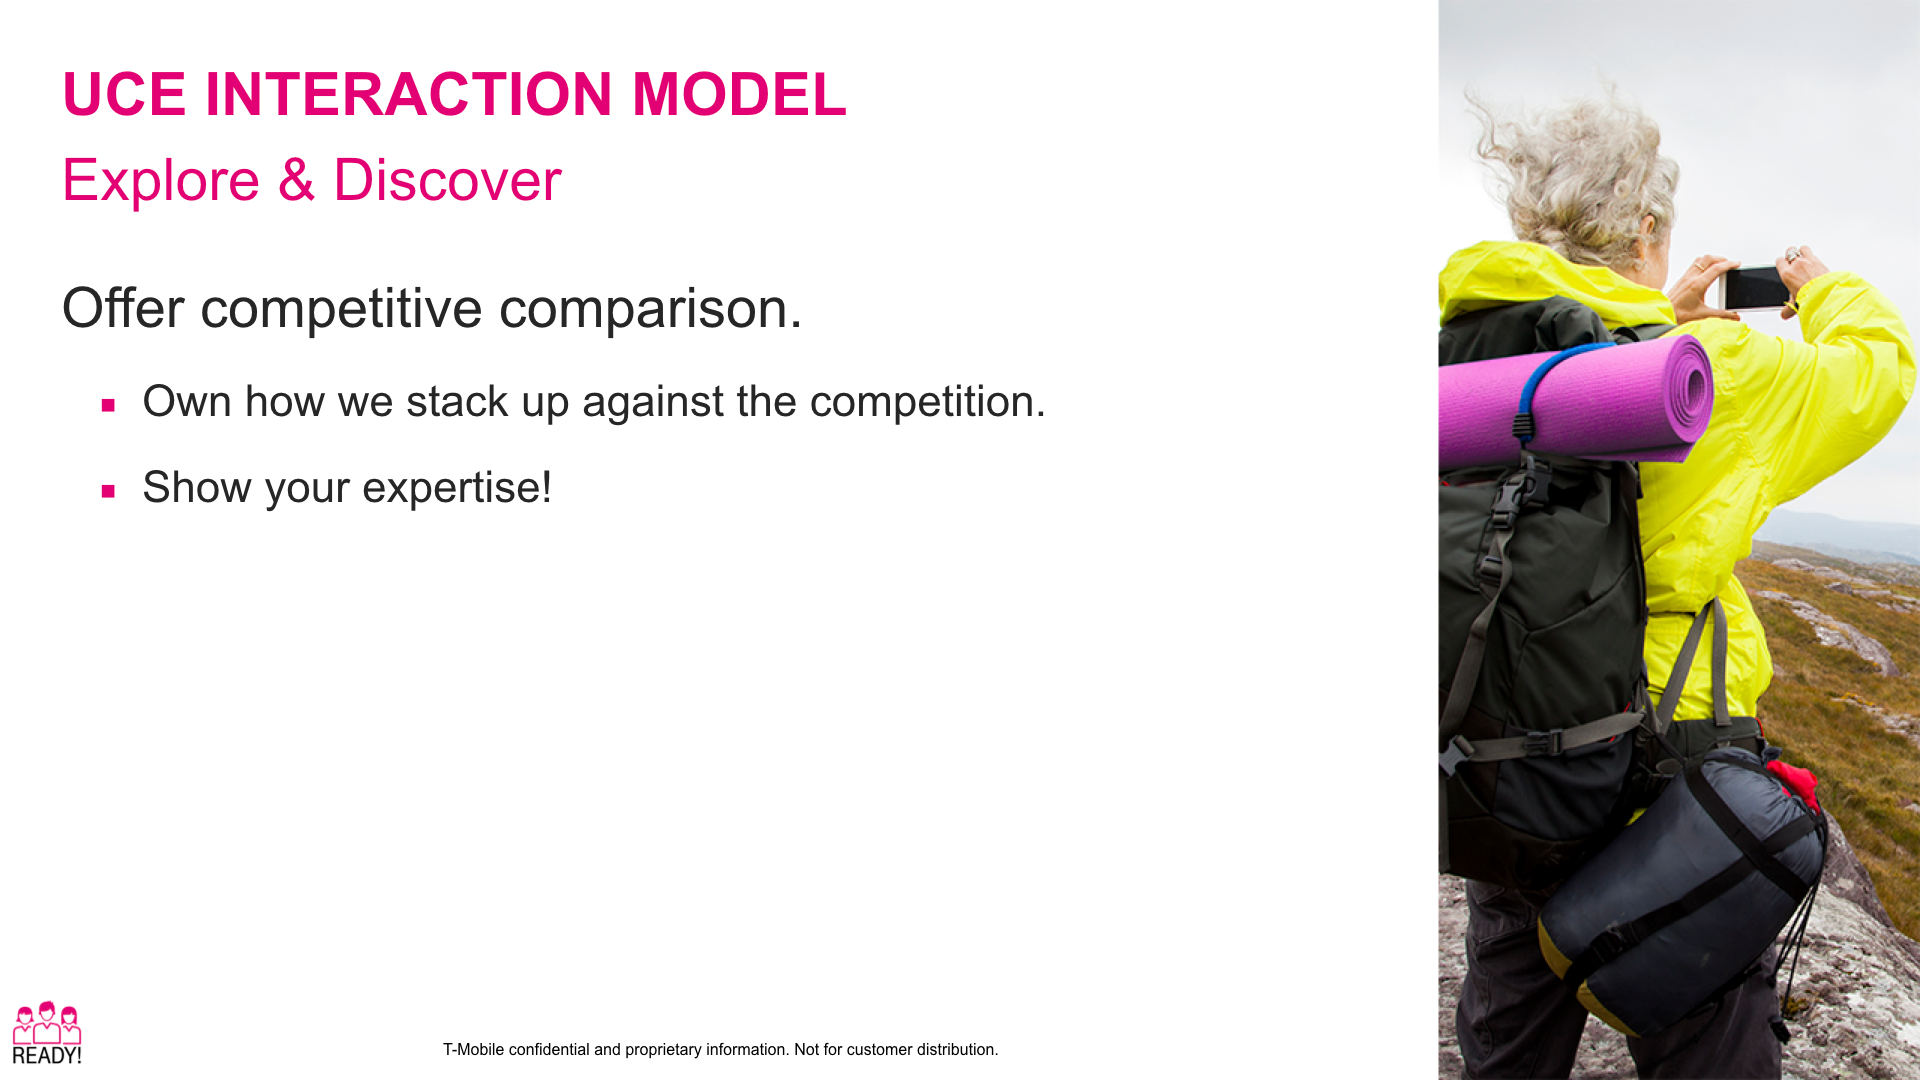 UCE INTERACTION MODEL
Explore & Discover
Offer competitive comparison.
Own how we stack up against the competition.
Show your expertise!
READY!
T-Mobile confidential and proprietary information. Not for customer distribution.